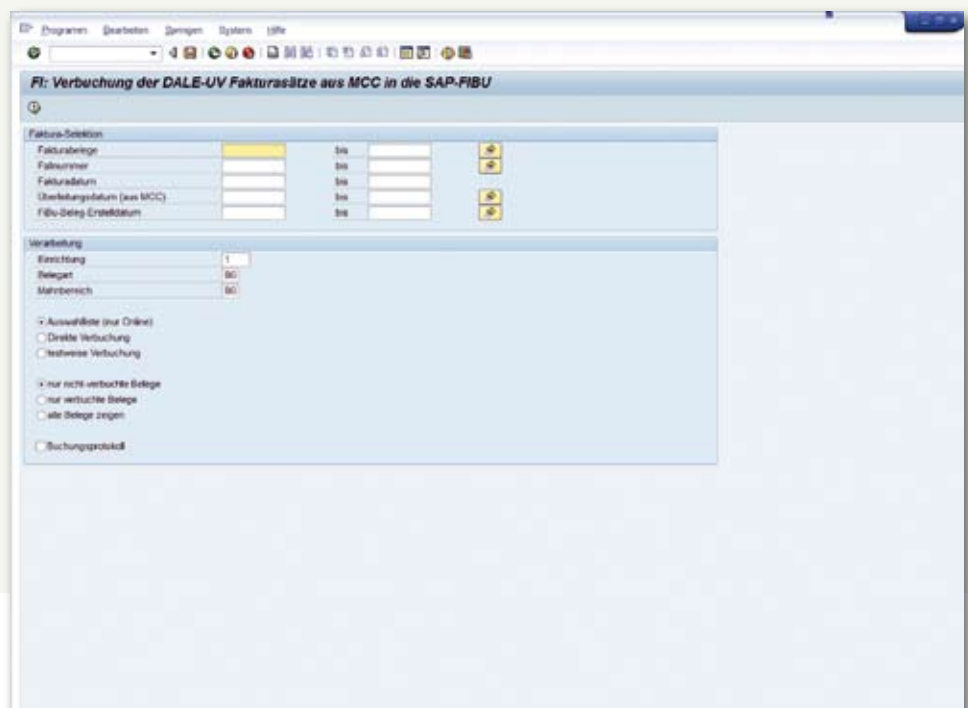 Programm Bearbeiten Springen System Hilfe
FI: Verbuchung der DALE-UV Fakturasätze aus MCC in die SAP-FIBU
Faktura-Selektion
Fakturabelege bis
Fallnummer bis
Fakturadatum bis
Überleitungsdatum (aus MCC) bis
FiBu-Beleg Erstelldatum bis
Verarbeitung
Einrichtung 1
Belegart BG
Mahnbereich BG
Auswahlliste (nur Online)
Direkte Verbuchung
testweise Verbuchung
nur nicht-verbuchte Belege
nur verbuchte Belege
alle Belege zeigen
Buchungsprotokoll